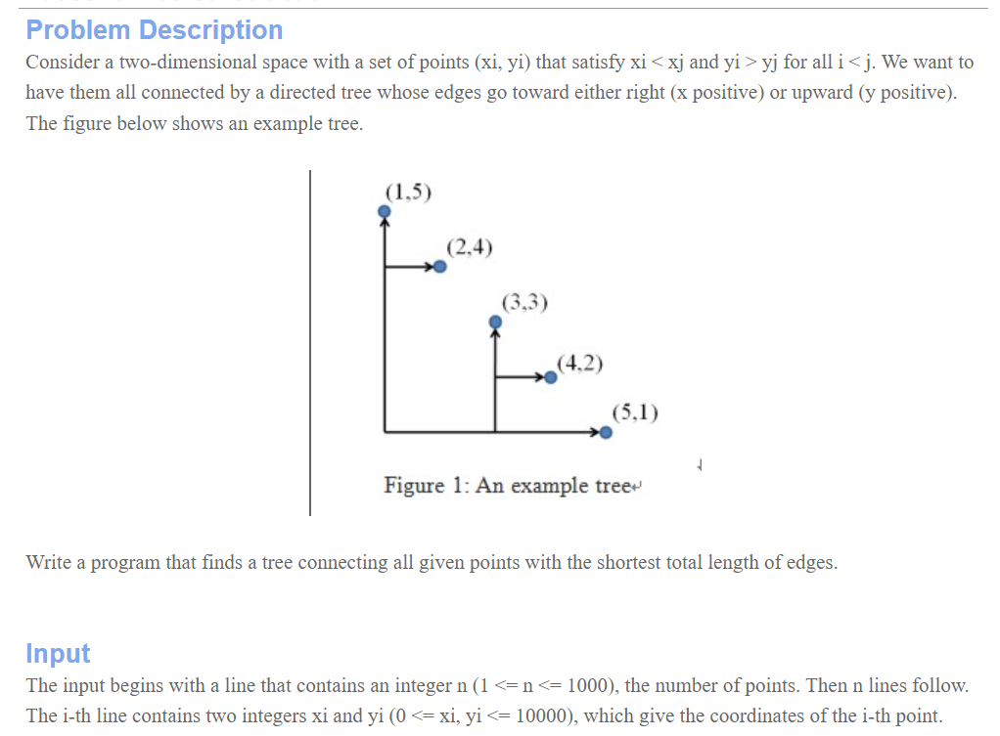 Problem Description
Consider a two-dimensional space with a set of points (xi, yi) that satisfy xi < xj and yi > yj for all i < j. We want to
have them all connected by a directed tree whose edges go toward either right (x positive) or upward (y positive).
The figure below shows an example tree.
(1,5)
(2,4)
(3,3)
(4,2)
(5,1)
Figure 1: An example tree↵
Write a program that finds a tree connecting all given points with the shortest total length of edges.
Input
The input begins with a line that contains an integer n (1 <= n <= 1000), the number of points. Then n lines follow.
The i-th line contains two integers xi and yi (0 <= xi, yi <= 10000), which give the coordinates of the i-th point.